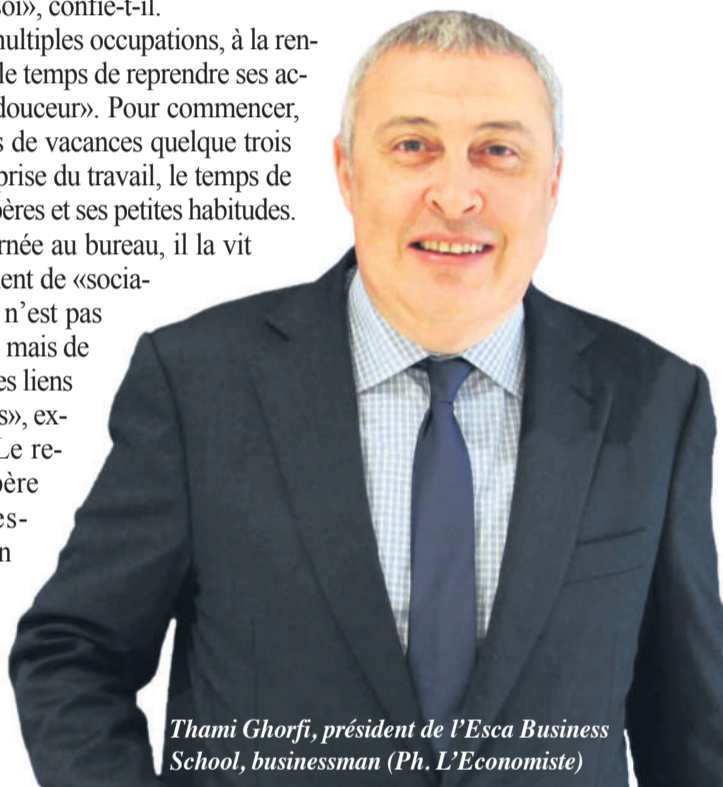 soi», confie-t-il.
multiples occupations, à la ren-
le temps de reprendre ses ac-
douceur». Pour commencer,
s de vacances quelque trois
prise du travail, le temps de
pères et ses petites habitudes.
rnée au bureau, il la vit
ent de «socia-
n’est pas
mais de
es liens
s», ex-
Le re-
père
es-
n
Thami Ghorfi, président de l’Esca Business
School, businessman (Ph. L’Economiste)